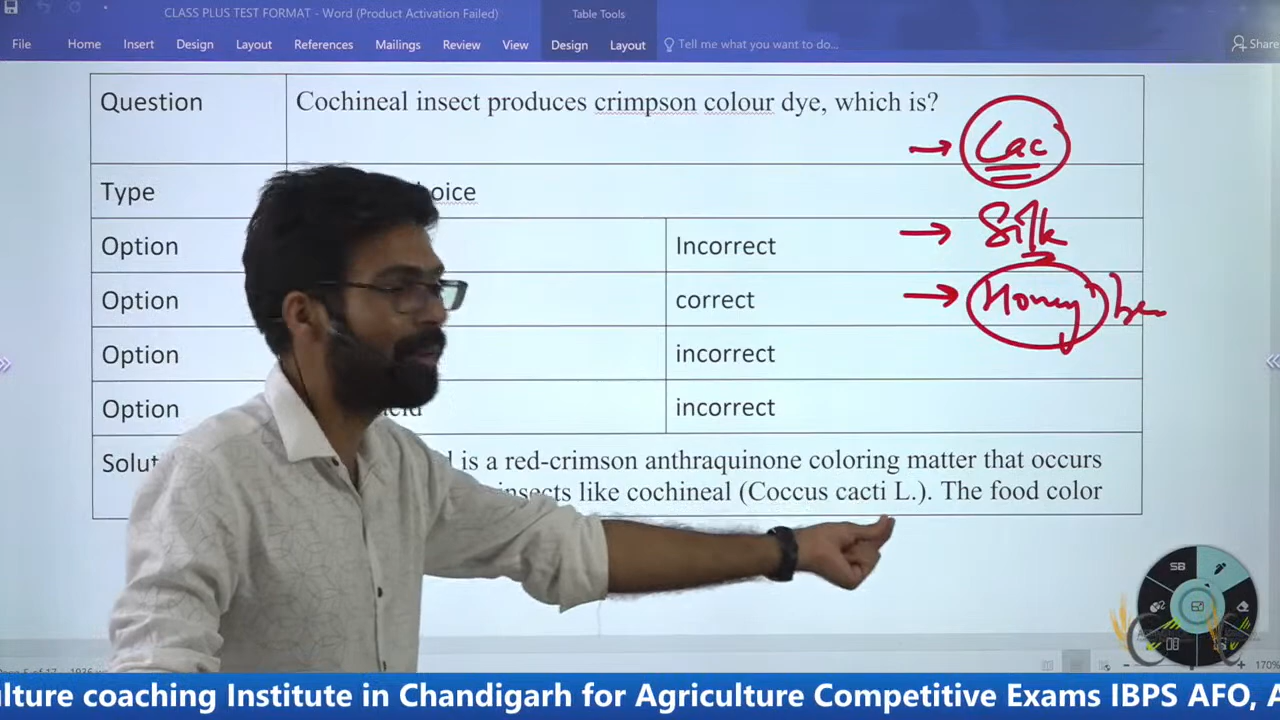 CLASS PLUS TEST FORMAT - Word (Product Activation Failed)
Table Tools
File Home Insert Design Layout References Mailings Review View Design Layout Tell me what you want to do... Share
Question Cochineal insect produces crimpson colour dye, which is?
Lac
Type oice
Silk
Option Incorrect
Option correct
Honey bee
Option incorrect
Option incorrect
Solut is a red-crimson anthraquinone coloring matter that occurs
insects like cochineal (Coccus cacti L.). The food color
SB
170%
ulture coaching Institute in Chandigarh for Agriculture Competitive Exams IBPS AFO, A